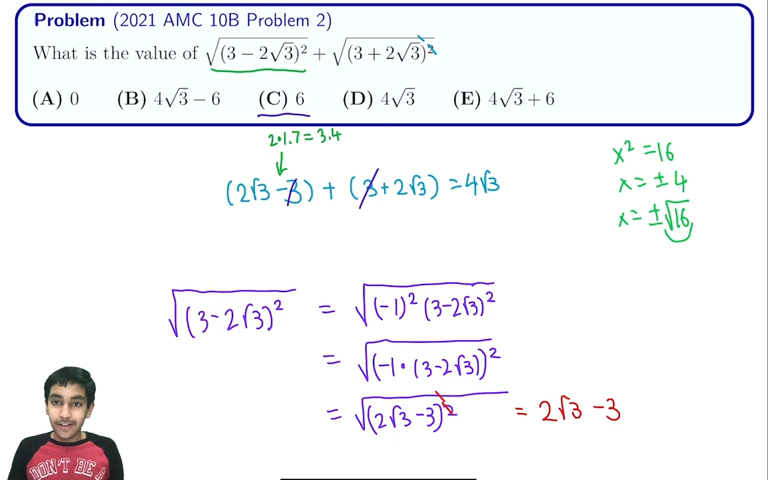 Problem (2021 AMC 10B Problem 2)
What is the value of √(3 − 2√3)² + √(3 + 2√3)²
(A) 0 (B) 4√3 − 6 (C) 6 (D) 4√3 (E) 4√3 + 6
2·1.7 = 3.4
(2√3 − 3) + (3 + 2√3) = 4√3
x² = 16
x = ± 4
x = ±√16
√(3 − 2√3)² = √(−1)² (3 − 2√3)²
= √(−1 · (3 − 2√3))²
= √(2√3 − 3)² = 2√3 − 3
DON'T BE A